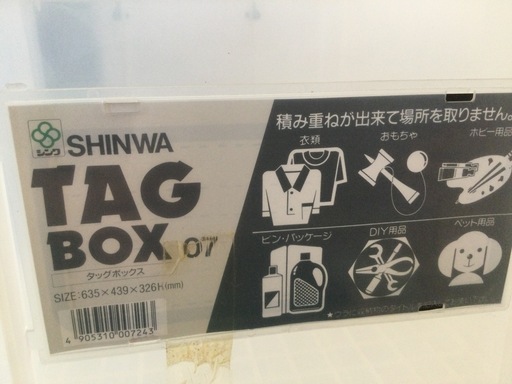 シンワ SHINWA
TAG
BOX 07
タッグボックス
SIZE:635×439×326H(mm)
4 905310 007243
積み重ねが出来て場所を取りません。
衣類 おもちゃ ホビー用品
ビン・パッケージ DIY用品 ペット用品